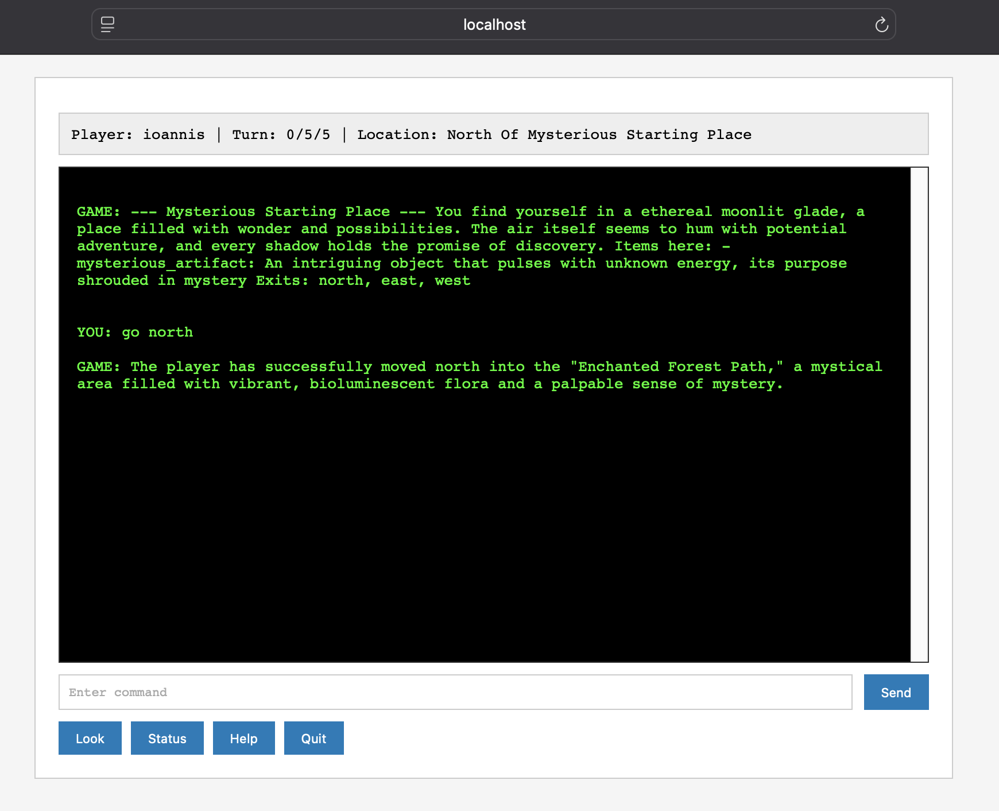 localhost
Player: ioannis | Turn: 0/5/5 | Location: North Of Mysterious Starting Place
GAME: --- Mysterious Starting Place --- You find yourself in a ethereal moonlit glade, a
place filled with wonder and possibilities. The air itself seems to hum with potential
adventure, and every shadow holds the promise of discovery. Items here: -
mysterious_artifact: An intriguing object that pulses with unknown energy, its purpose
shrouded in mystery Exits: north, east, west
YOU: go north
GAME: The player has successfully moved north into the "Enchanted Forest Path," a mystical
area filled with vibrant, bioluminescent flora and a palpable sense of mystery.
Enter command
Send
Look
Status
Help
Quit